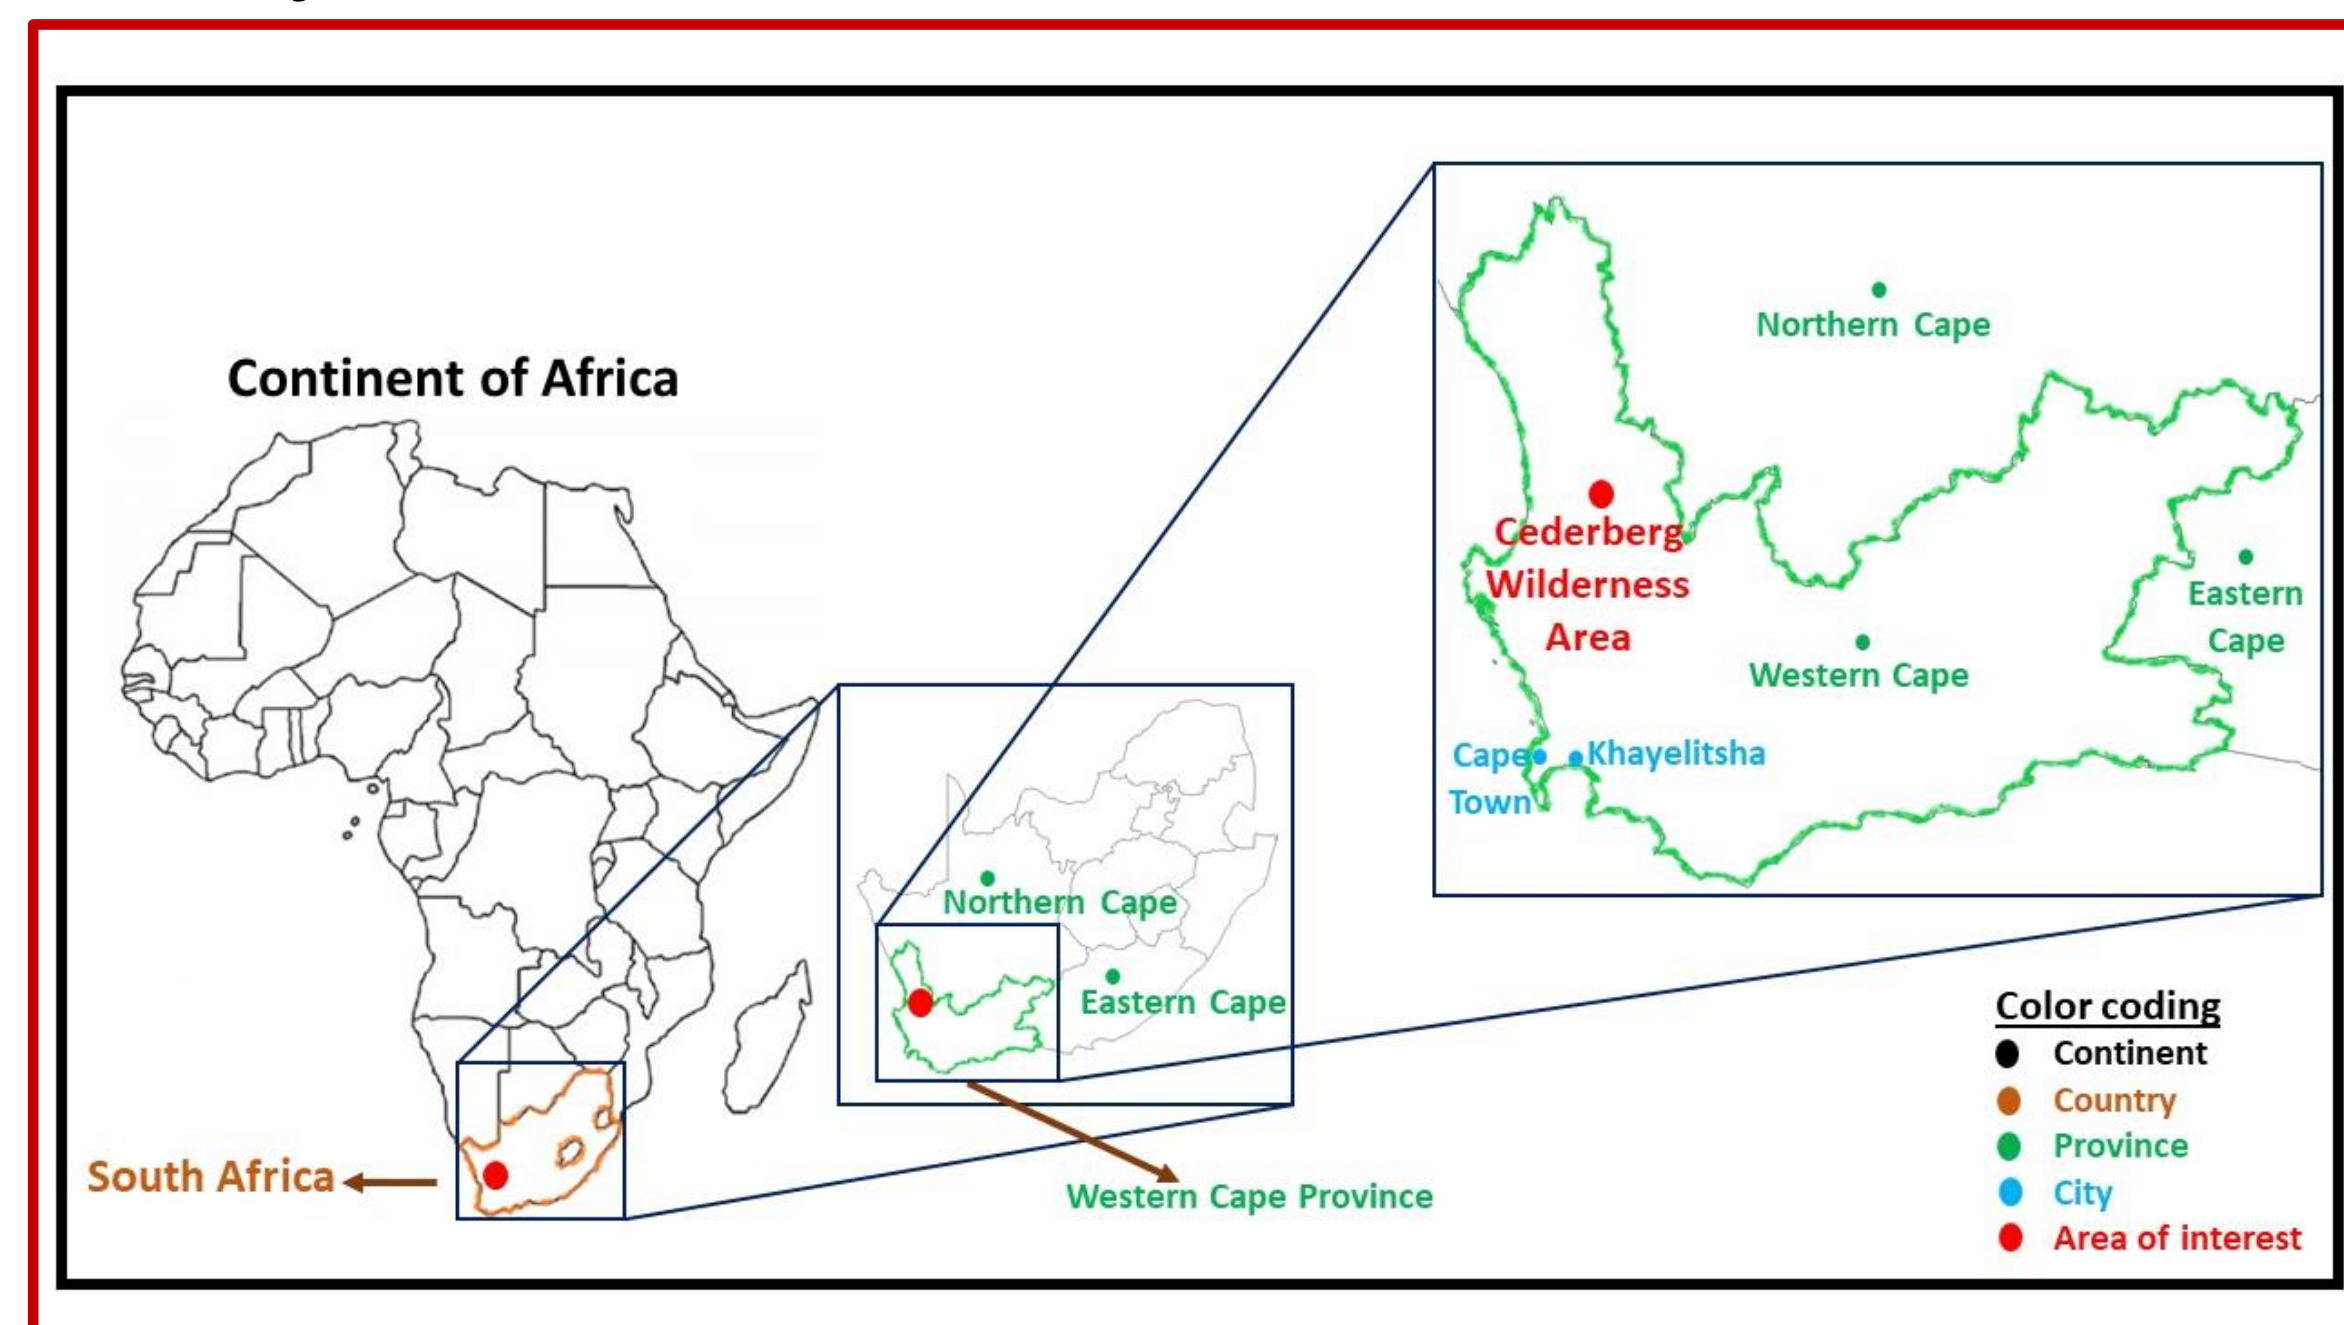 Continent of Africa
South Africa
Northern Cape
Eastern Cape
Western Cape Province
Northern Cape
Cederberg
Wilderness
Area
Eastern
Cape
Western Cape
Cape
Town
Khayelitsha
Color coding
Continent
Country
Province
City
Area of interest